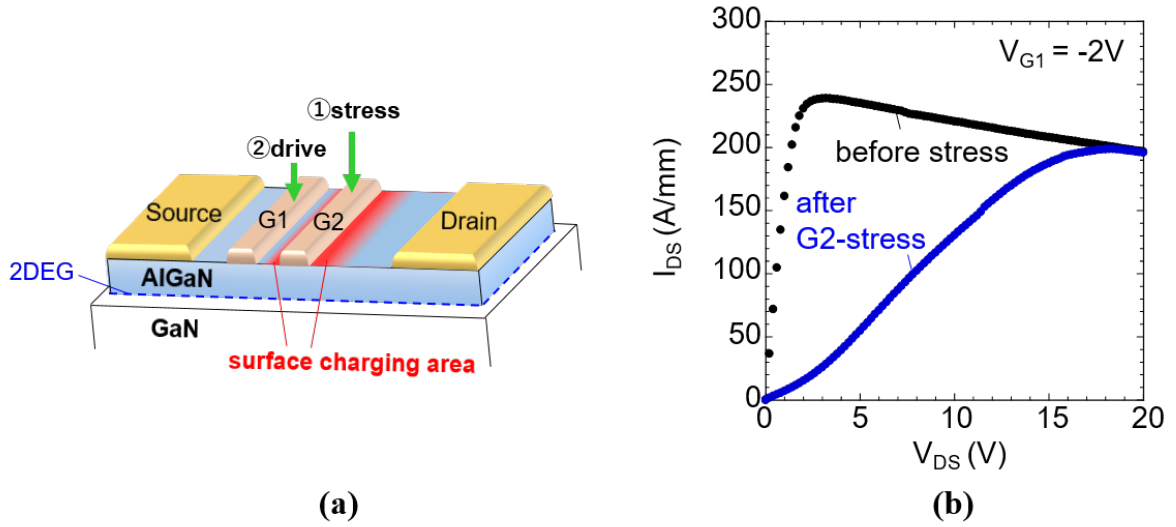 ①stress
②drive
Source
G1
G2
Drain
2DEG
AlGaN
GaN
surface charging area
(a)
300
250
200
150
100
50
0
I_DS (A/mm)
V_G1 = -2V
before stress
after
G2-stress
0
5
10
15
20
V_DS (V)
(b)